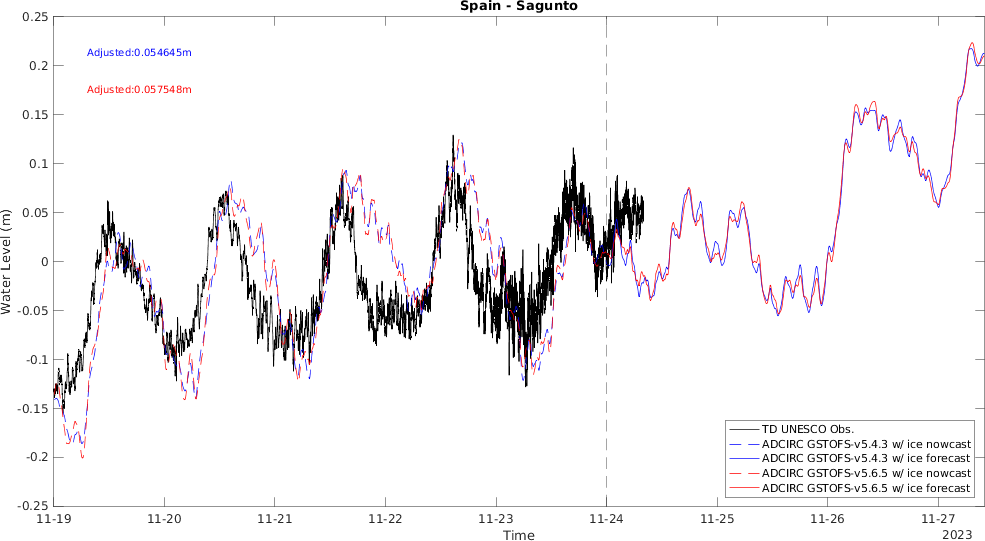 Spain - Sagunto
0.25
0.2
0.15
0.1
0.05
0
-0.05
-0.1
-0.15
-0.2
-0.25
Water Level (m)
Adjusted:0.054645m
Adjusted:0.057548m
TD UNESCO Obs.
ADCIRC GSTOFS-v5.4.3 w/ ice nowcast
ADCIRC GSTOFS-v5.4.3 w/ ice forecast
ADCIRC GSTOFS-v5.6.5 w/ ice nowcast
ADCIRC GSTOFS-v5.6.5 w/ ice forecast
11-19 11-20 11-21 11-22 11-23 11-24 11-25 11-26 11-27
Time
2023